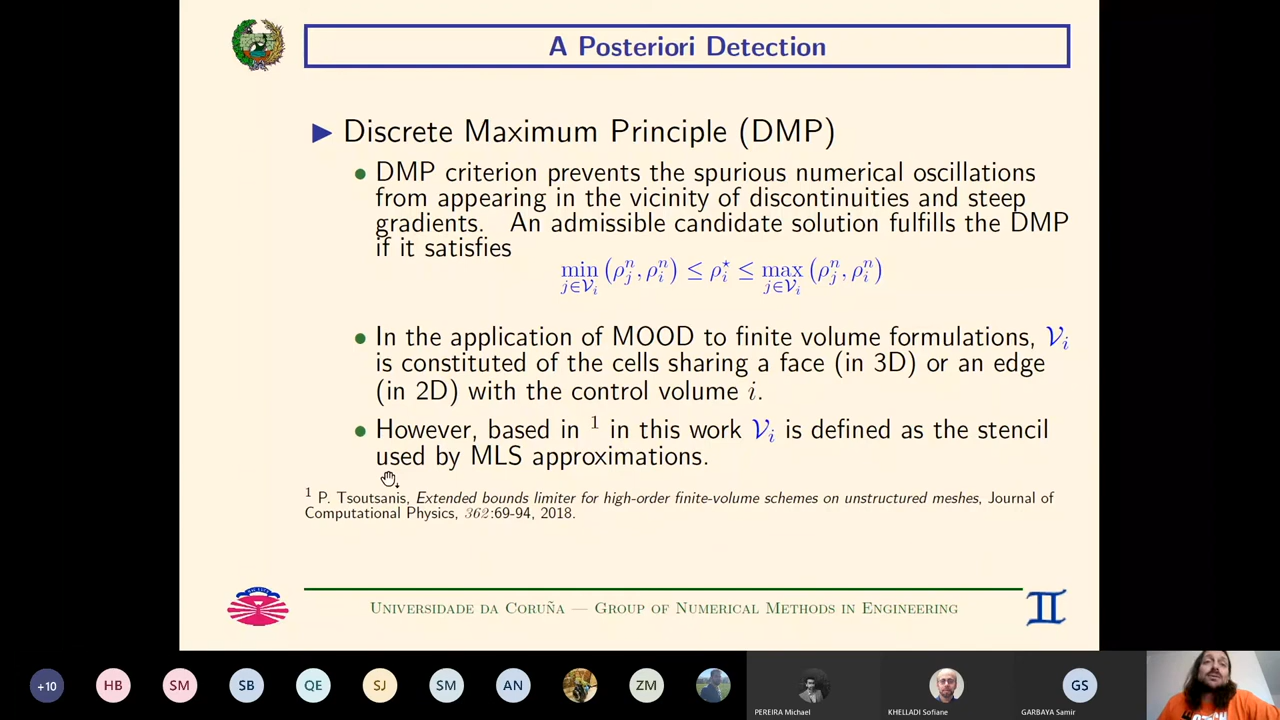 A Posteriori Detection
▶ Discrete Maximum Principle (DMP)
• DMP criterion prevents the spurious numerical oscillations
from appearing in the vicinity of discontinuities and steep
gradients. An admissible candidate solution fulfills the DMP
if it satisfies
min_{j∈𝒱_i} (ρ_j^n, ρ_i^n) ≤ ρ_i^⋆ ≤ max_{j∈𝒱_i} (ρ_j^n, ρ_i^n)
• In the application of MOOD to finite volume formulations, 𝒱_i
is constituted of the cells sharing a face (in 3D) or an edge
(in 2D) with the control volume i.
• However, based in ¹ in this work 𝒱_i is defined as the stencil
used by MLS approximations.
¹ P. Tsoutsanis, Extended bounds limiter for high-order finite-volume schemes on unstructured meshes, Journal of
Computational Physics, 362:69-94, 2018.
Universidade da Coruña — Group of Numerical Methods in Engineering
+10 HB SM SB QE SJ SM AN ZM GS
PEREIRA Michael KHELLADI Sofiane GARBAYA Samir